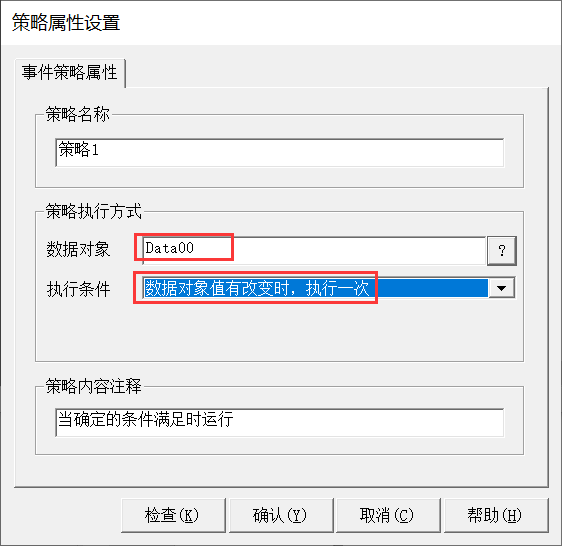 策略属性设置
事件策略属性
策略名称
策略1
策略执行方式
数据对象
Data00
?
执行条件
数据对象值有改变时，执行一次
策略内容注释
当确定的条件满足时运行
检查(K)
确认(Y)
取消(C)
帮助(H)